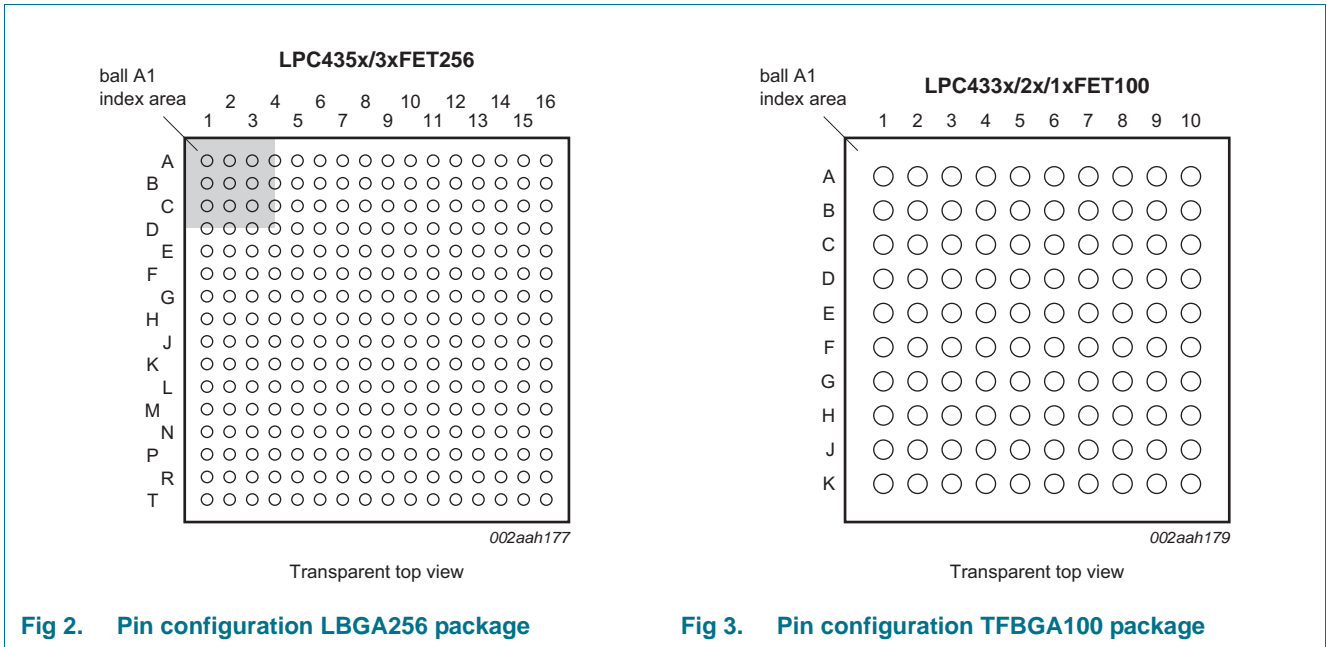 LPC435x/3xFET256
ball A1
index area
2 4 6 8 10 12 14 16
1 3 5 7 9 11 13 15
A
B
C
D
E
F
G
H
J
K
L
M
N
P
R
T
002aah177
Transparent top view
Fig 2. Pin configuration LBGA256 package
LPC433x/2x/1xFET100
ball A1
index area
1 2 3 4 5 6 7 8 9 10
A
B
C
D
E
F
G
H
J
K
002aah179
Transparent top view
Fig 3. Pin configuration TFBGA100 package